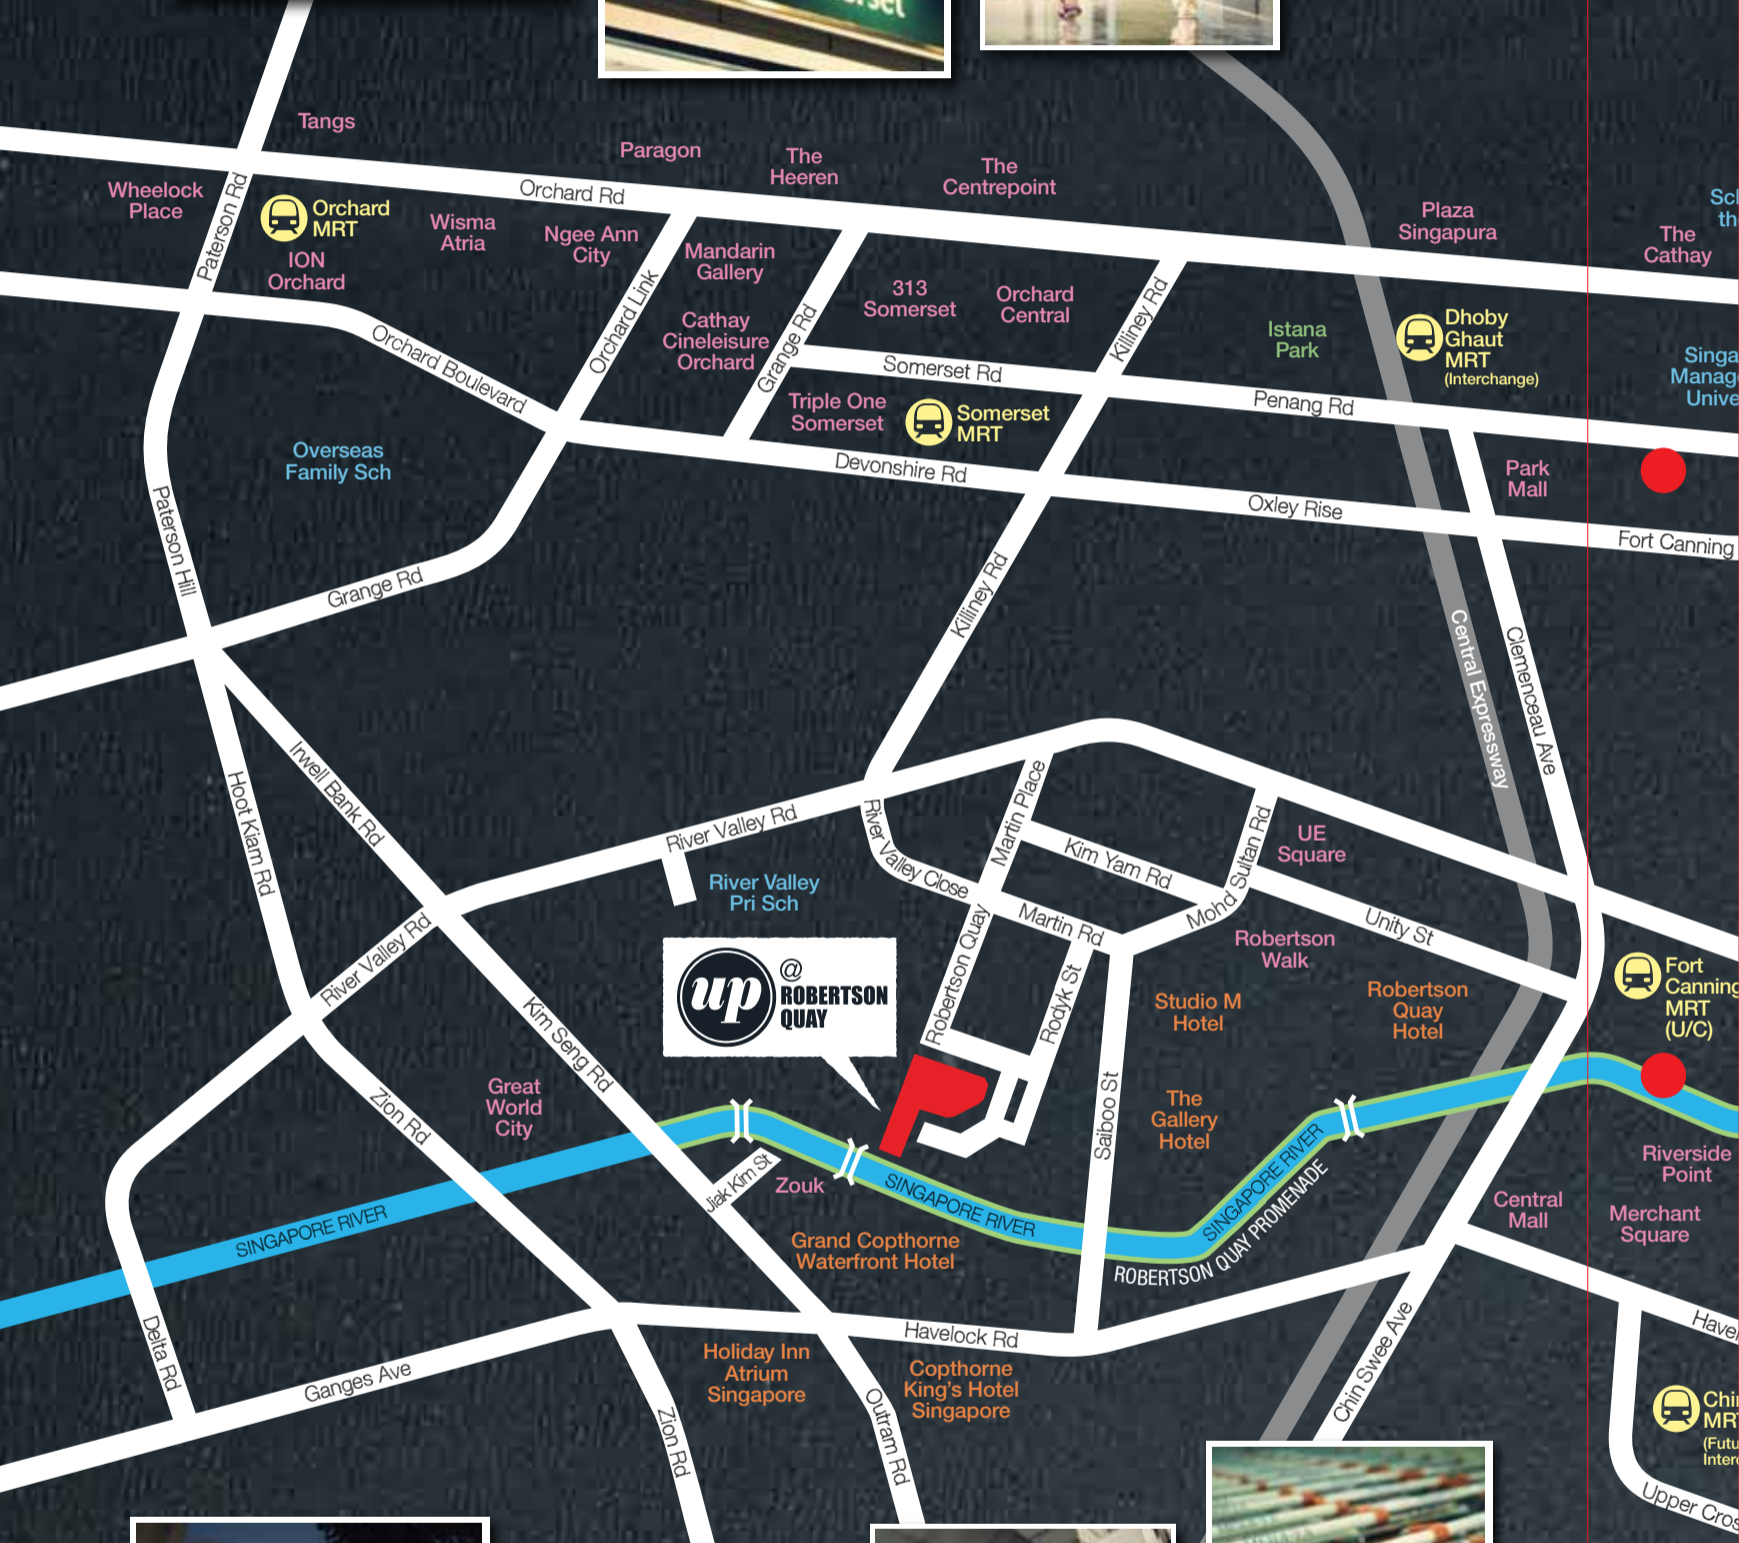 Tangs
Paragon
The
Heeren
The
Centrepoint
Wheelock
Place
Paterson Rd
Orchard
MRT
ION
Orchard
Wisma
Atria
Orchard Rd
Ngee Ann
City
Mandarin
Gallery
Cathay
Cineleisure
Orchard
Orchard Link
Grange Rd
313
Somerset
Orchard
Central
Killiney Rd
Plaza
Singapura
The
Cathay
Istana
Park
Dhoby
Ghaut
MRT
(Interchange)
Orchard Boulevard
Somerset Rd
Penang Rd
Triple One
Somerset
Somerset
MRT
Overseas
Family Sch
Devonshire Rd
Park
Mall
Oxley Rise
Fort Canning
Paterson Hill
Grange Rd
Killiney Rd
Central Expressway
Clemenceau Ave
Hoot Kiam Rd
Irwell Bank Rd
River Valley Rd
River Valley
Pri Sch
River Valley Close
Martin Place
Kim Yam Rd
Mohd Sultan Rd
UE
Square
Martin Rd
Unity St
Robertson
Walk
River Valley Rd
up
@
ROBERTSON
QUAY
Robertson Quay
Rodyk St
Studio M
Hotel
Robertson
Quay
Hotel
Fort
Canning
MRT
(U/C)
Kim Seng Rd
Great
World
City
Zion Rd
Saiboo St
The
Gallery
Hotel
Jiak Kim St
Zouk
SINGAPORE RIVER
SINGAPORE RIVER
SINGAPORE RIVER
ROBERTSON QUAY PROMENADE
Riverside
Point
Central
Mall
Merchant
Square
Grand Copthorne
Waterfront Hotel
Havelock Rd
Delta Rd
Ganges Ave
Holiday Inn
Atrium
Singapore
Copthorne
King's Hotel
Singapore
Zion Rd
Outram Rd
Chin Swee Ave
Upper